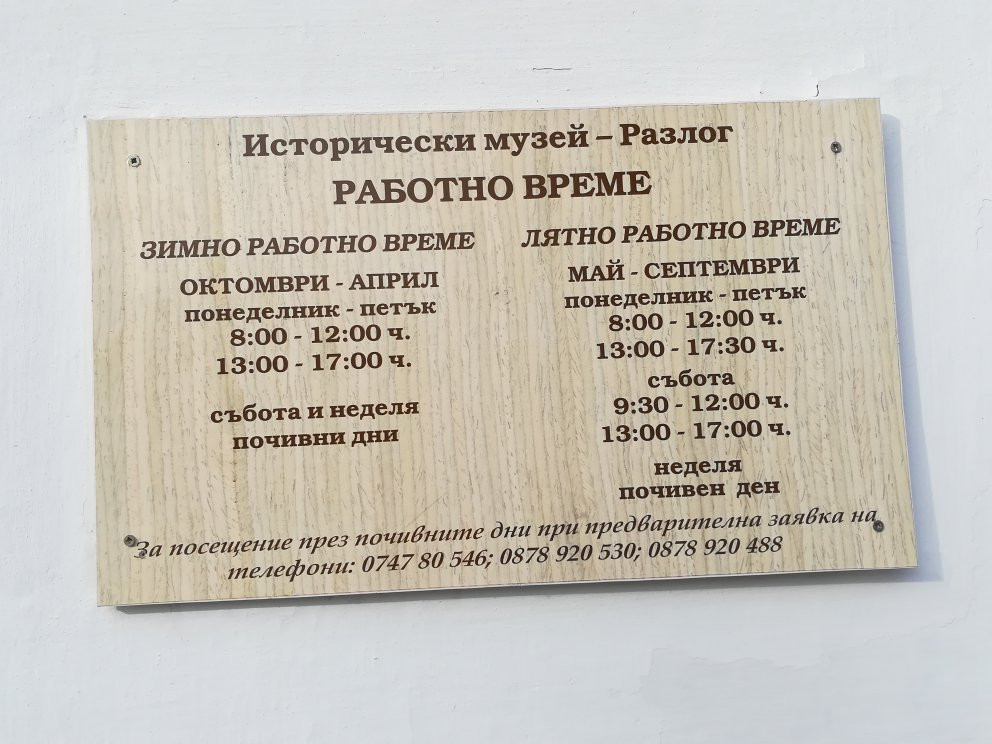 Исторически музей – Разлог
РАБОТНО ВРЕМЕ
ЗИМНО РАБОТНО ВРЕМЕ
ОКТОМВРИ - АПРИЛ
понеделник - петък
8:00 - 12:00 ч.
13:00 - 17:00 ч.
събота и неделя
почивни дни
ЛЯТНО РАБОТНО ВРЕМЕ
МАЙ - СЕПТЕМВРИ
понеделник - петък
8:00 - 12:00 ч.
13:00 - 17:30 ч.
събота
9:30 - 12:00 ч.
13:00 - 17:00 ч.
неделя
почивен ден
За посещение през почивните дни при предварителна заявка на
телефони: 0747 80 546; 0878 920 530; 0878 920 488